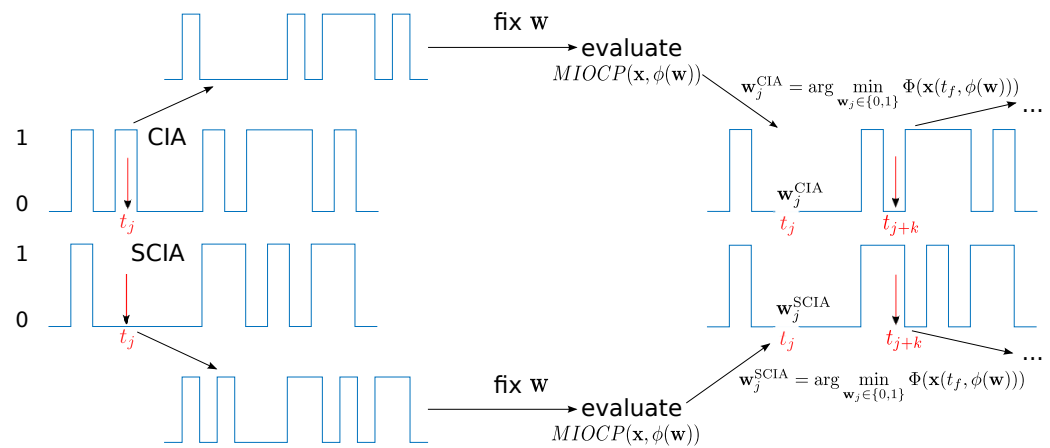 fix w
evaluate
MIOCP(x, ϕ(w))
w_j^CIA = arg min_{w_j∈{0,1}} Φ(x(t_f, ϕ(w)))
...
1
CIA
0
t_j
w_j^CIA
t_j
t_{j+k}
1
SCIA
0
t_j
w_j^SCIA
t_j
t_{j+k}
...
w_j^SCIA = arg min_{w_j∈{0,1}} Φ(x(t_f, ϕ(w)))
fix w
evaluate
MIOCP(x, ϕ(w))